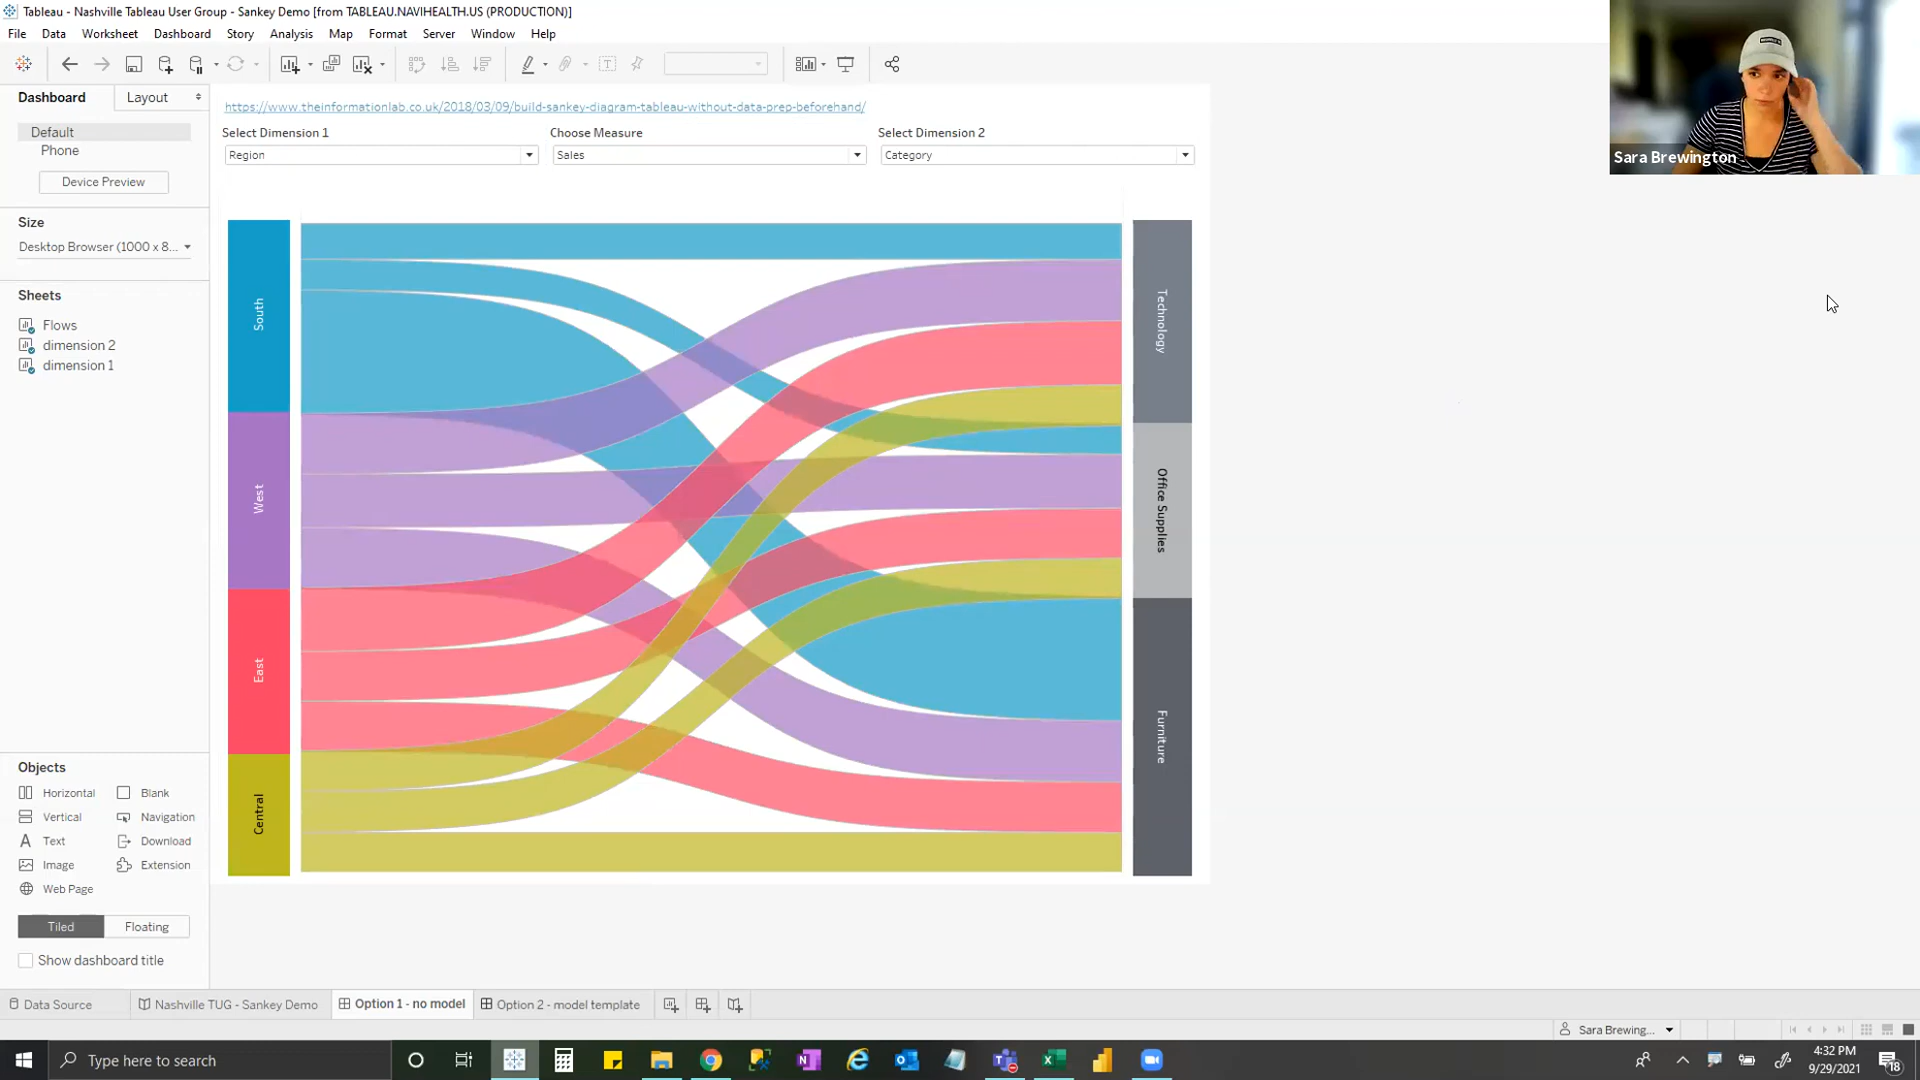 Tableau - Nashville Tableau User Group - Sankey Demo [from TABLEAU.NAVIHEALTH.US (PRODUCTION)]
File Data Worksheet Dashboard Story Analysis Map Format Server Window Help
Dashboard Layout
https://www.theinformationlab.co.uk/2018/03/09/build-sankey-diagram-tableau-without-data-prep-beforehand/
Select Dimension 1 Choose Measure Select Dimension 2
Region Sales Category
Default
Phone
Device Preview
Size
Desktop Browser (1000 x 8...
Sheets
Flows
dimension 2
dimension 1
South
West
East
Central
Technology
Office Supplies
Furniture
Sara Brewington
Objects
Horizontal Blank
Vertical Navigation
Text Download
Image Extension
Web Page
Tiled Floating
Show dashboard title
Data Source Nashville TUG - Sankey Demo Option 1 - no model Option 2 - model template
Sara Brewing...
Type here to search
4:32 PM
9/29/2021
18